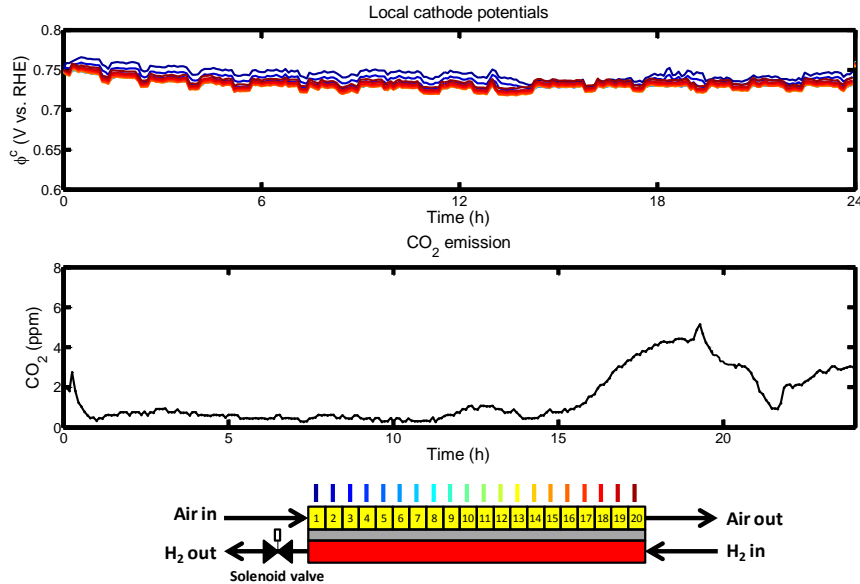 Local cathode potentials
0.8
0.75
0.7
0.65
0.6
ϕᶜ (V vs. RHE)
0 6 12 18 24
Time (h)
CO₂ emission
8
6
4
2
0
CO₂ (ppm)
0 5 10 15 20
Time (h)
Air in
1 2 3 4 5 6 7 8 9 10 11 12 13 14 15 16 17 18 19 20
Air out
H₂ out
H₂ in
Solenoid valve